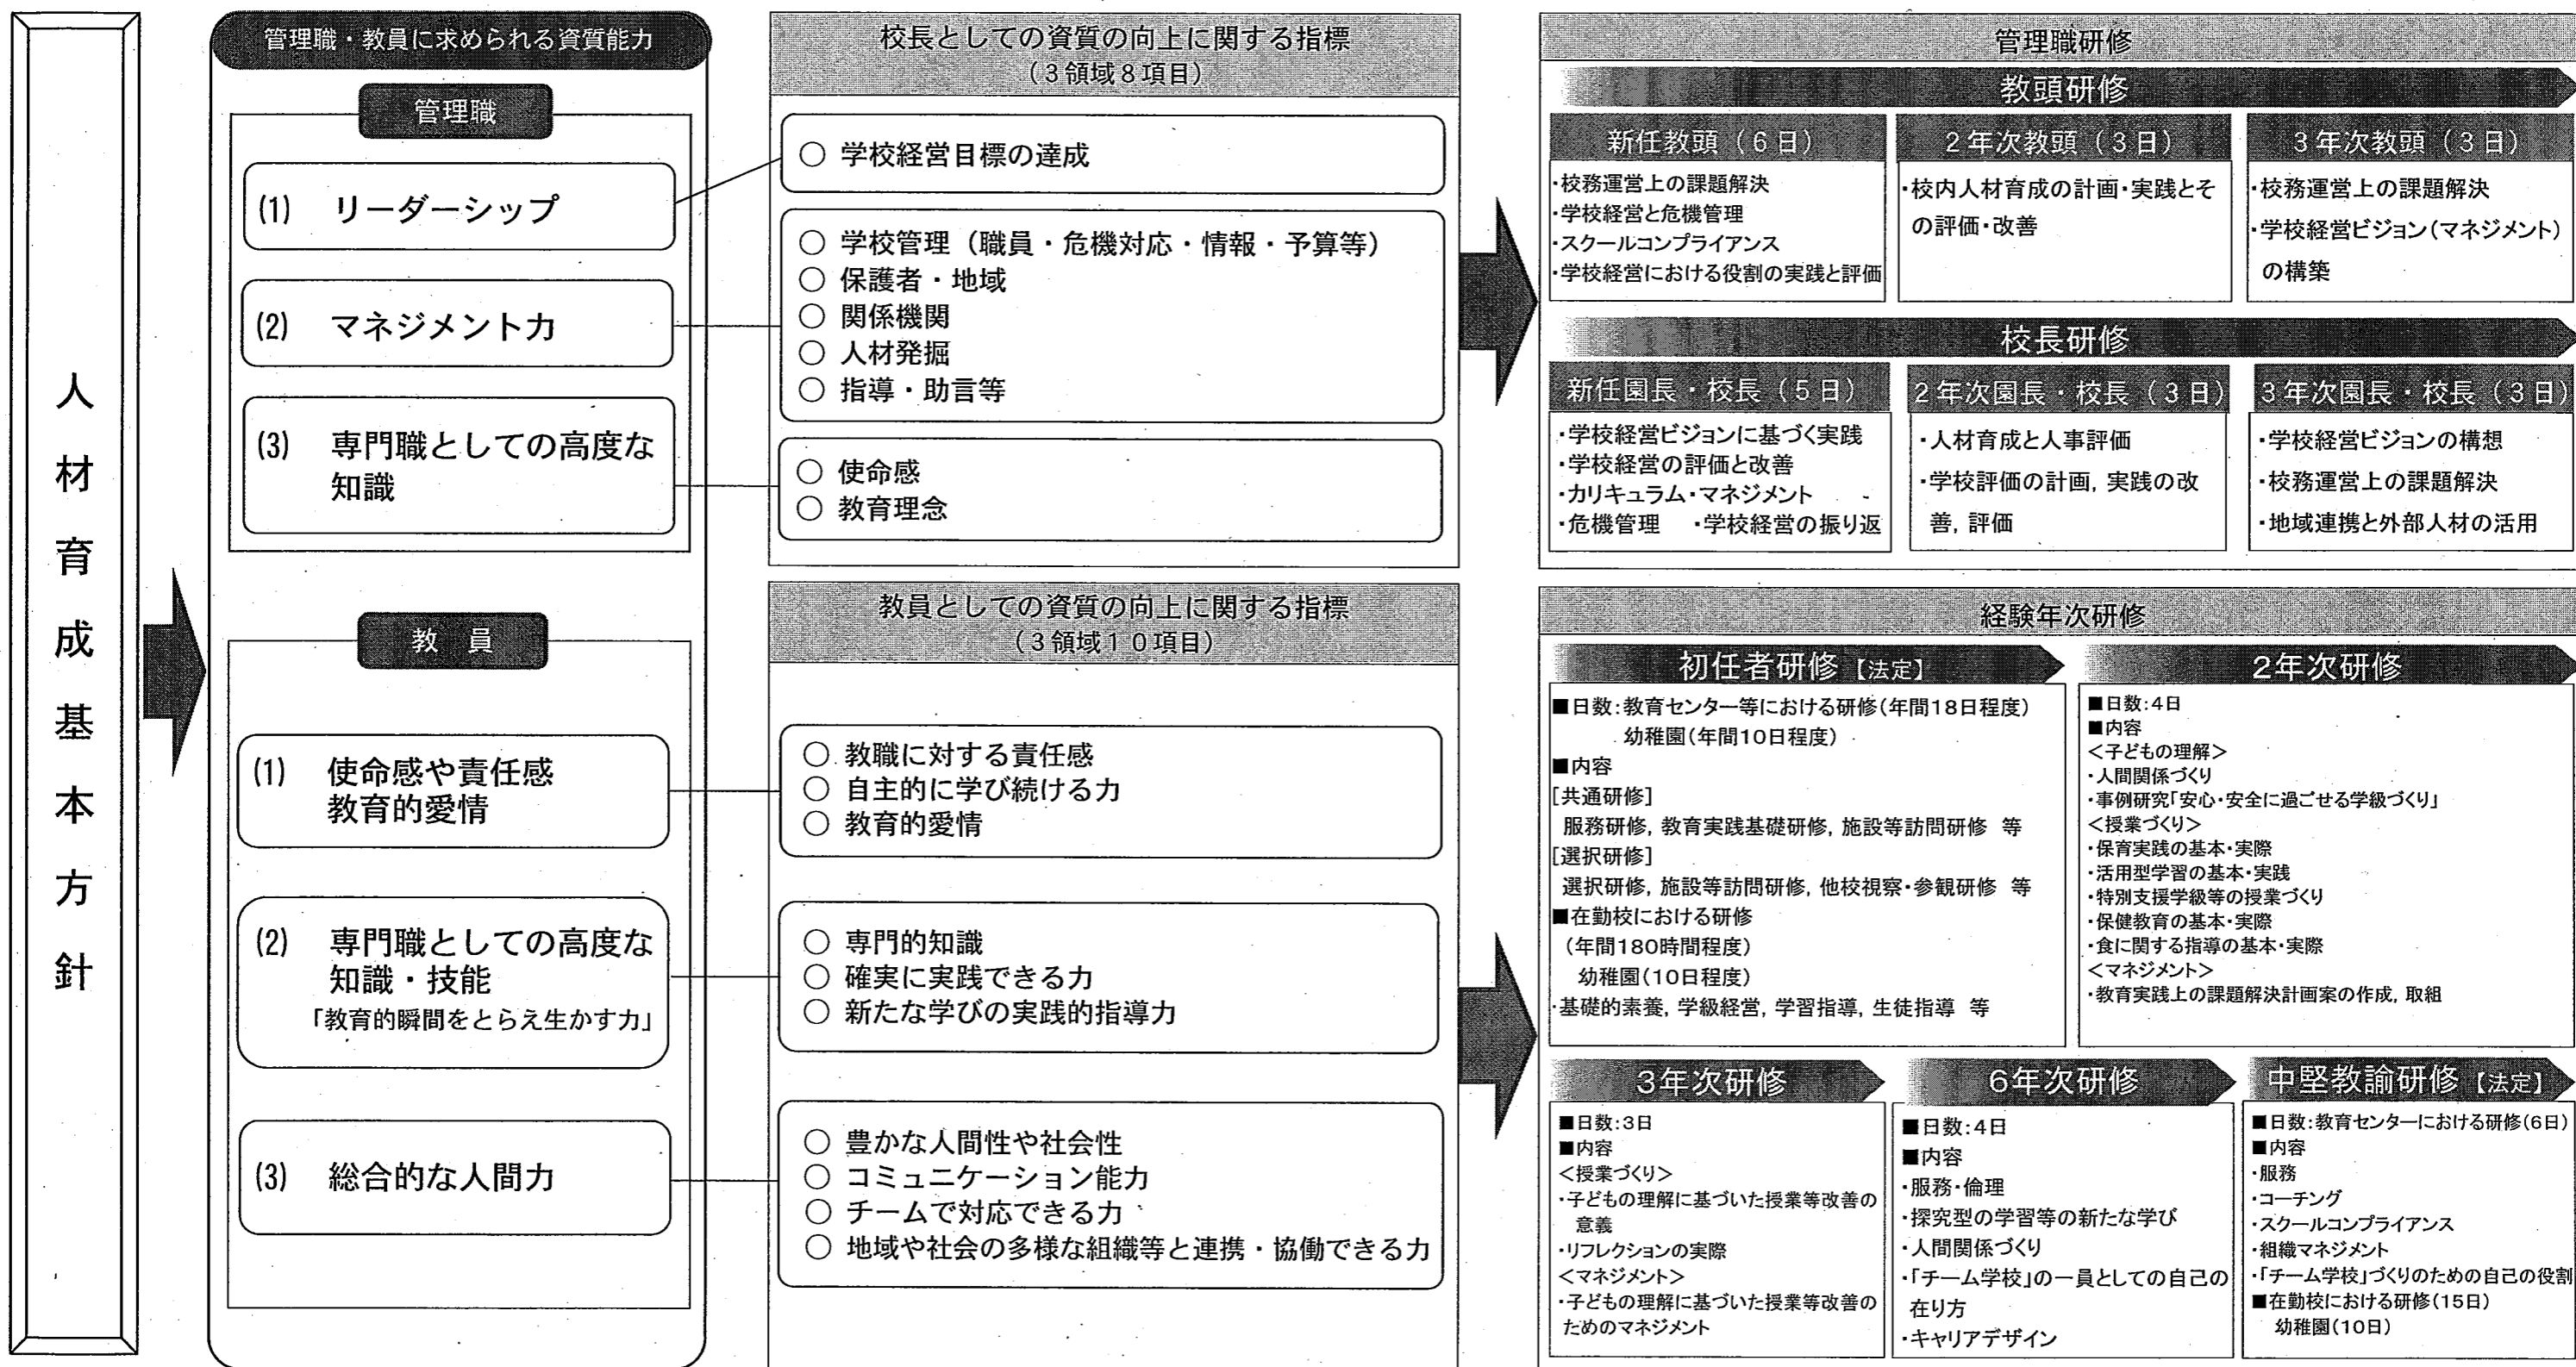 人材育成基本方針
管理職・教員に求められる資質能力
管理職
(1) リーダーシップ
(2) マネジメント力
(3) 専門職としての高度な
知識
教 員
(1) 使命感や責任感
教育的愛情
(2) 専門職としての高度な
知識・技能
「教育的瞬間をとらえ生かす力」
(3) 総合的な人間力
校長としての資質の向上に関する指標
(3領域8項目)
○ 学校経営目標の達成
○ 学校管理（職員・危機対応・情報・予算等）
○ 保護者・地域
○ 関係機関
○ 人材発掘
○ 指導・助言等
○ 使命感
○ 教育理念
教員としての資質の向上に関する指標
(3領域10項目)
○ 教職に対する責任感
○ 自主的に学び続ける力
○ 教育的愛情
○ 専門的知識
○ 確実に実践できる力
○ 新たな学びの実践的指導力
○ 豊かな人間性や社会性
○ コミュニケーション能力
○ チームで対応できる力
○ 地域や社会の多様な組織等と連携・協働できる力
管理職研修
教頭研修
新任教頭（6日）
・校務運営上の課題解決
・学校経営と危機管理
・スクールコンプライアンス
・学校経営における役割の実践と評価
2年次教頭（3日）
・校内人材育成の計画・実践とそ
の評価・改善
3年次教頭（3日）
・校務運営上の課題解決
・学校経営ビジョン（マネジメント）
の構築
校長研修
新任園長・校長（5日）
・学校経営ビジョンに基づく実践
・学校経営の評価と改善
・カリキュラム・マネジメント
・危機管理 ・学校経営の振り返
2年次園長・校長（3日）
・人材育成と人事評価
・学校評価の計画，実践の改
善，評価
3年次園長・校長（3日）
・学校経営ビジョンの構想
・校務運営上の課題解決
・地域連携と外部人材の活用
経験年次研修
初任者研修【法定】
■日数：教育センター等における研修（年間18日程度）
幼稚園（年間10日程度）
■内容
[共通研修]
服務研修，教育実践基礎研修，施設等訪問研修 等
[選択研修]
選択研修，施設等訪問研修，他校視察・参観研修 等
■在勤校における研修
（年間180時間程度）
幼稚園（10日程度）
・基礎的素養，学級経営，学習指導，生徒指導 等
2年次研修
■日数：4日
■内容
＜子どもの理解＞
・人間関係づくり
・事例研究「安心・安全に過ごせる学級づくり」
＜授業づくり＞
・保育実践の基本・実際
・活用型学習の基本・実践
・特別支援学級等の授業づくり
・保健教育の基本・実際
・食に関する指導の基本・実際
＜マネジメント＞
・教育実践上の課題解決計画案の作成，取組
3年次研修
■日数：3日
■内容
＜授業づくり＞
・子どもの理解に基づいた授業等改善の
意義
・リフレクションの実際
＜マネジメント＞
・子どもの理解に基づいた授業等改善の
ためのマネジメント
6年次研修
■日数：4日
■内容
・服務・倫理
・探究型の学習等の新たな学び
・人間関係づくり
・「チーム学校」の一員としての自己の
在り方
・キャリアデザイン
中堅教諭研修【法定】
■日数：教育センターにおける研修（6日）
■内容
・服務
・コーチング
・スクールコンプライアンス
・組織マネジメント
・「チーム学校」づくりのための自己の役割
■在勤校における研修（15日）
幼稚園（10日）